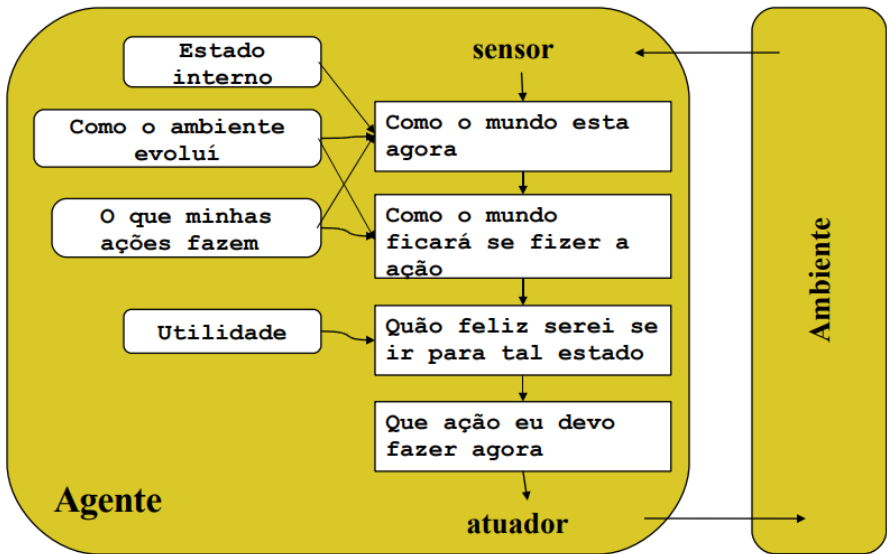 Estado
interno
sensor
Como o ambiente
evoluí
Como o mundo esta
agora
O que minhas
ações fazem
Como o mundo
ficará se fizer a
ação
Utilidade
Quão feliz serei se
ir para tal estado
Que ação eu devo
fazer agora
Agente
atuador
Ambiente